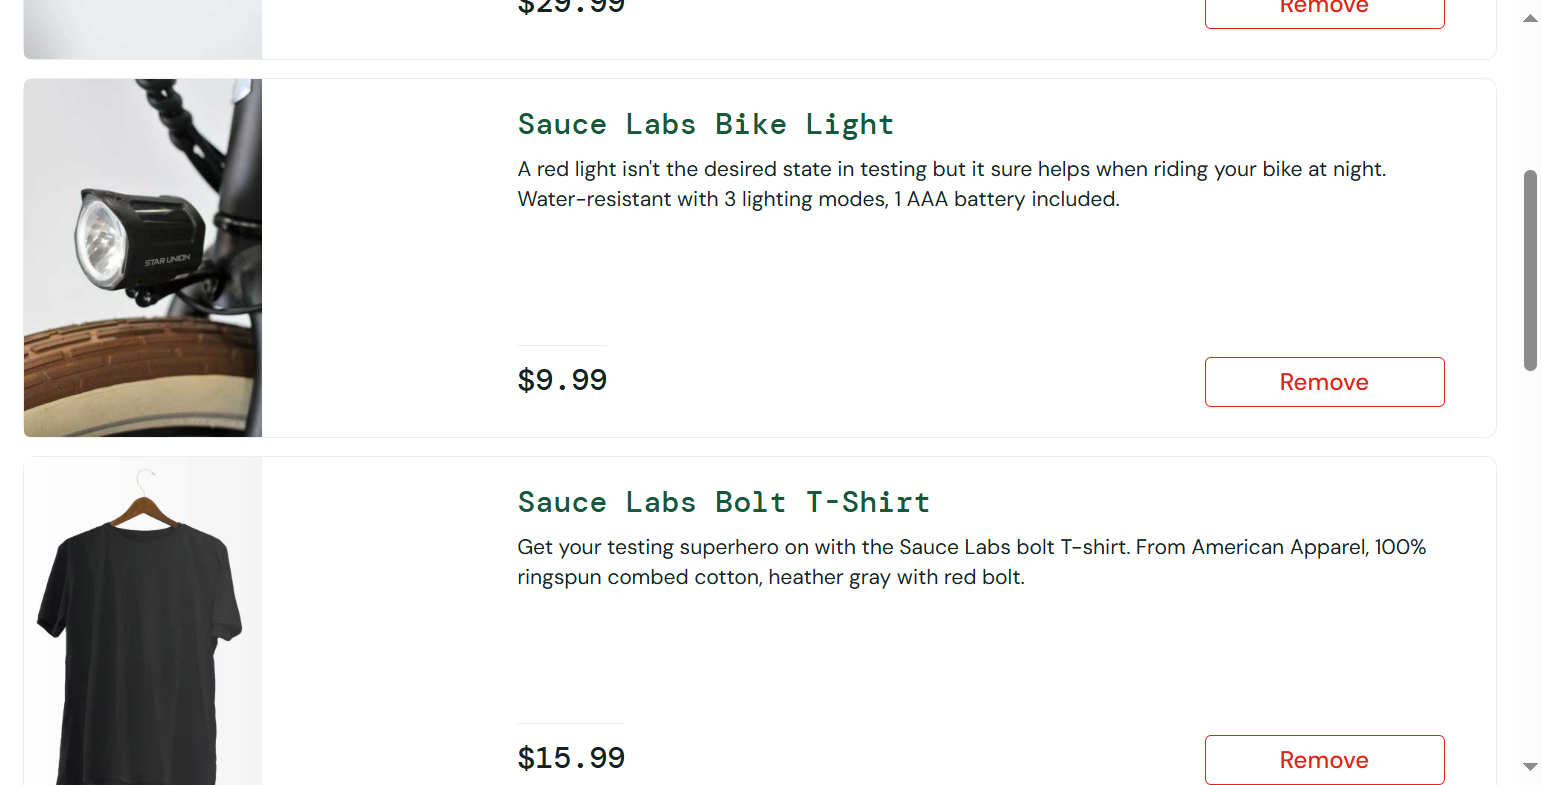 $29.99
Remove
Sauce Labs Bike Light
A red light isn't the desired state in testing but it sure helps when riding your bike at night.
Water-resistant with 3 lighting modes, 1 AAA battery included.
STAR UNION
$9.99
Remove
Sauce Labs Bolt T-Shirt
Get your testing superhero on with the Sauce Labs bolt T-shirt. From American Apparel, 100%
ringspun combed cotton, heather gray with red bolt.
$15.99
Remove